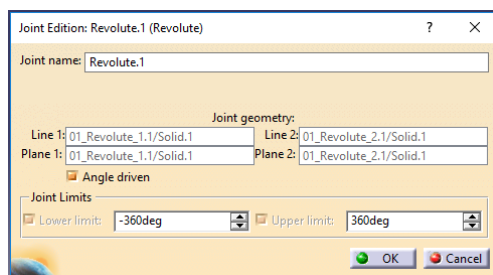 Joint Edition: Revolute.1 (Revolute) ? X
Joint name: Revolute.1
Joint geometry:
Line 1: 01_Revolute_1.1/Solid.1 Line 2: 01_Revolute_2.1/Solid.1
Plane 1: 01_Revolute_1.1/Solid.1 Plane 2: 01_Revolute_2.1/Solid.1
Angle driven
Joint Limits
Lower limit: -360deg Upper limit: 360deg
OK Cancel